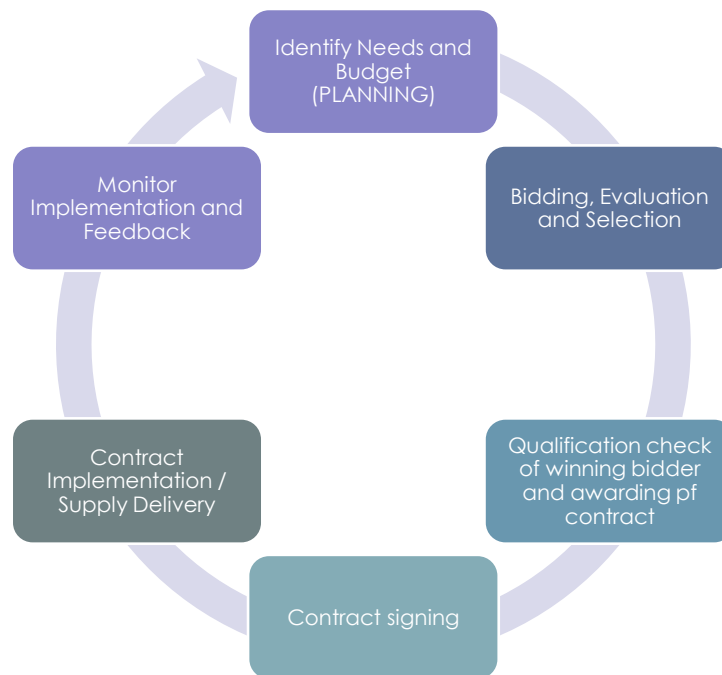 Identify Needs and
Budget
(PLANNING)
Bidding, Evaluation
and Selection
Qualification check
of winning bidder
and awarding pf
contract
Contract signing
Contract
Implementation /
Supply Delivery
Monitor
Implementation and
Feedback